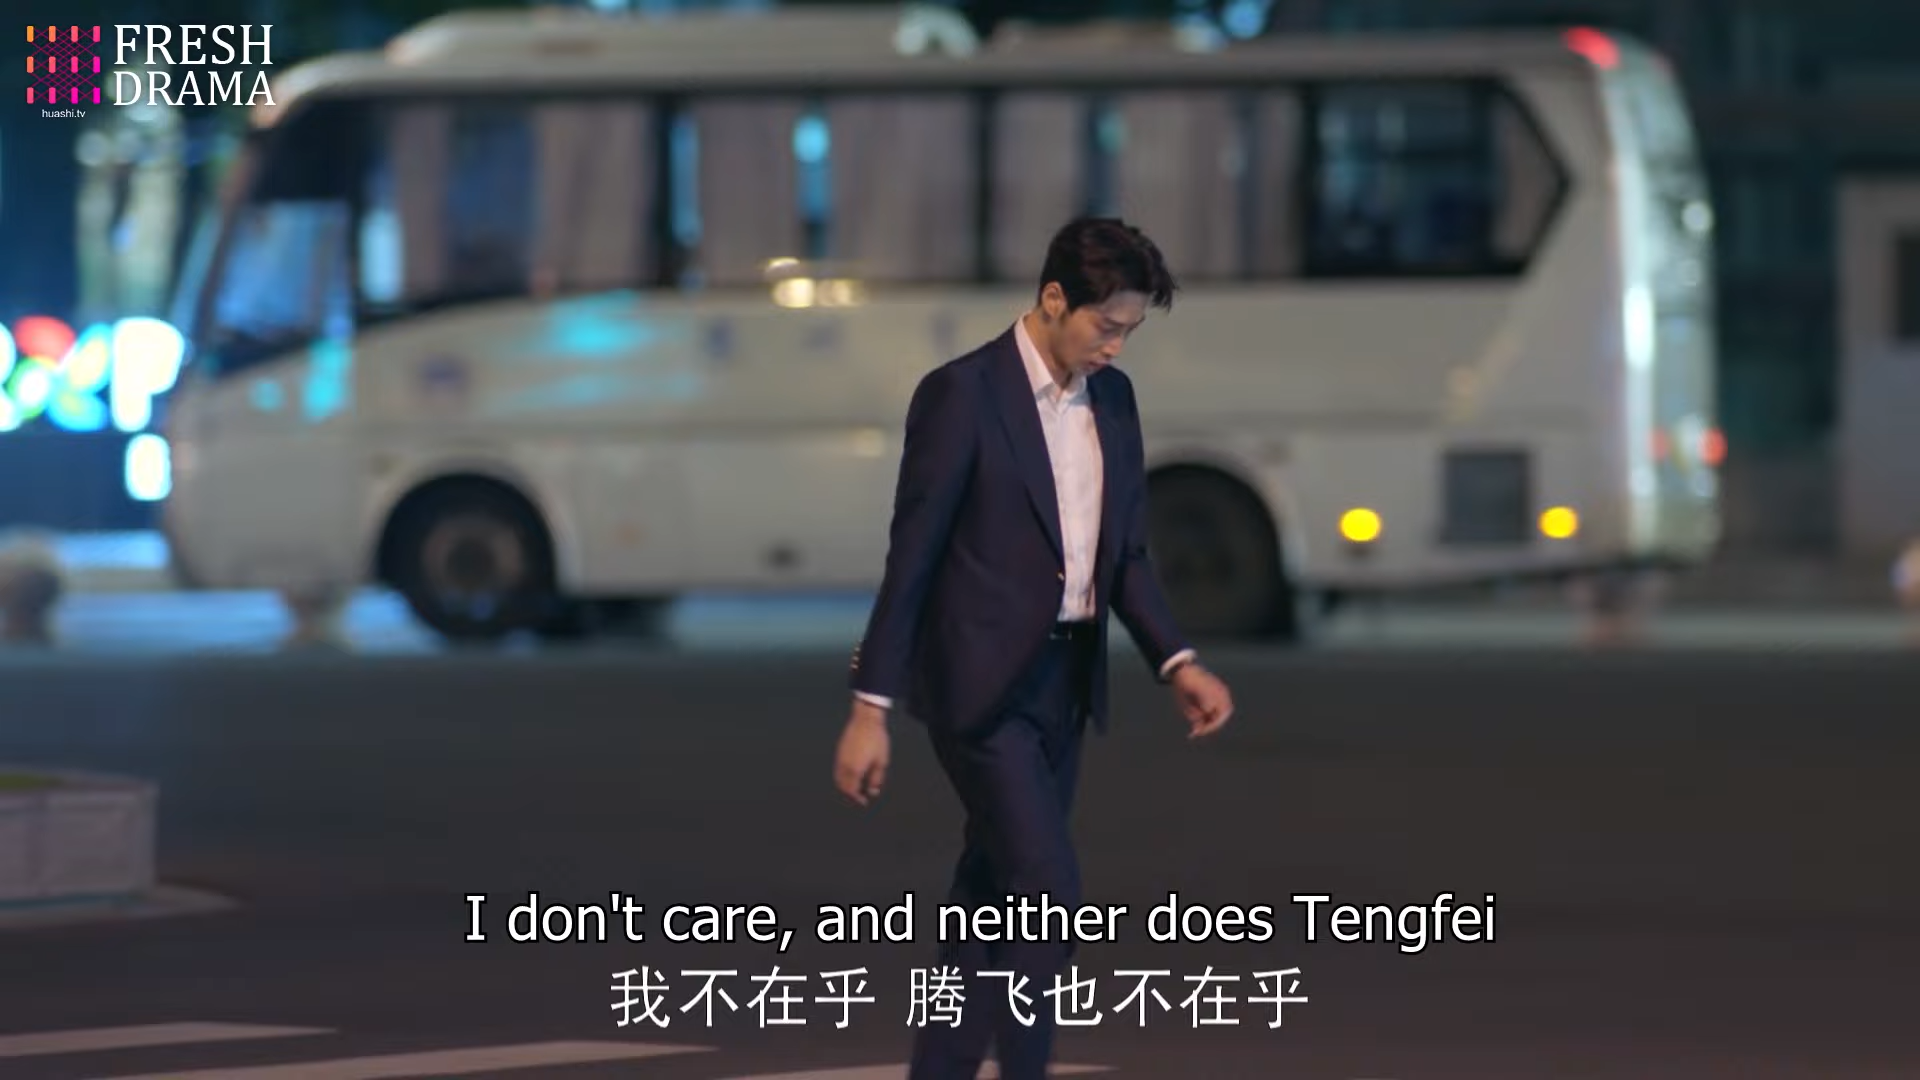 FRESH
DRAMA
huashi.tv
I don't care, and neither does Tengfei
我不在乎 腾飞也不在乎